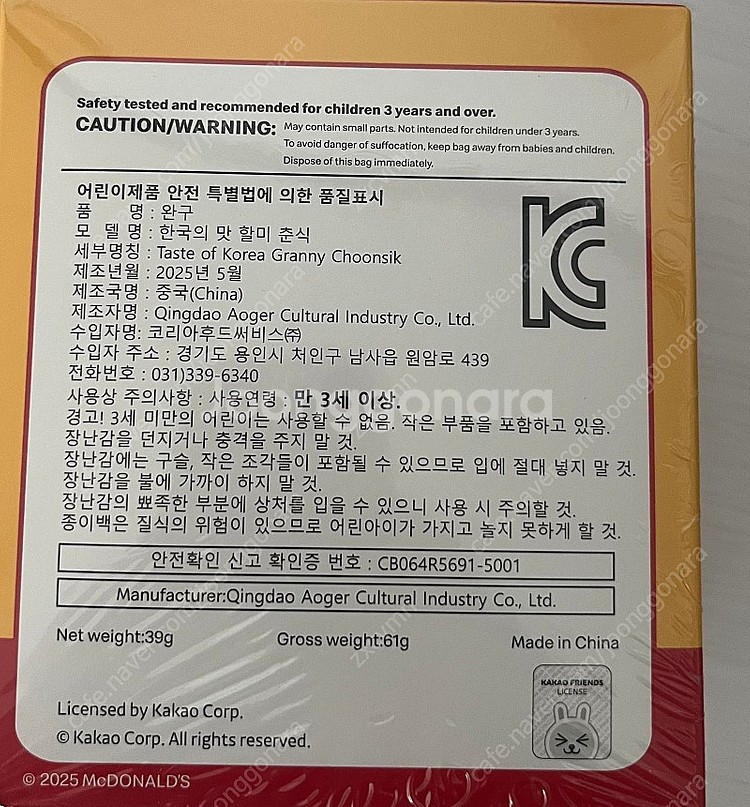 Safety tested and recommended for children 3 years and over.
CAUTION/WARNING: May contain small parts. Not intended for children under 3 years.
To avoid danger of suffocation, keep bag away from babies and children.
Dispose of this bag immediately.
어린이제품 안전 특별법에 의한 품질표시
품 명 : 완구
모 델 명 : 한국의 맛 할미 춘식
세부명칭 : Taste of Korea Granny Choonsik
제조년월 : 2025년 5월
제조국명 : 중국(China)
제조자명 : Qingdao Aoger Cultural Industry Co., Ltd.
수입자명: 코리아후드써비스㈜
수입자 주소 : 경기도 용인시 처인구 남사읍 원암로 439
전화번호 : 031)339-6340
사용상 주의사항 : 사용연령 : 만 3세 이상.
경고! 3세 미만의 어린이는 사용할 수 없음. 작은 부품을 포함하고 있음.
장난감을 던지거나 충격을 주지 말 것.
장난감에는 구슬, 작은 조각들이 포함될 수 있으므로 입에 절대 넣지 말 것.
장난감을 불에 가까이 하지 말 것.
장난감의 뾰족한 부분에 상처를 입을 수 있으니 사용 시 주의할 것.
종이백은 질식의 위험이 있으므로 어린아이가 가지고 놀지 못하게 할 것.
안전확인 신고 확인증 번호 : CB064R5691-5001
Manufacturer:Qingdao Aoger Cultural Industry Co., Ltd.
Net weight:39g Gross weight:61g Made in China
KAKAO FRIENDS
LICENSE
Licensed by Kakao Corp.
© Kakao Corp. All rights reserved.
© 2025 McDONALD'S